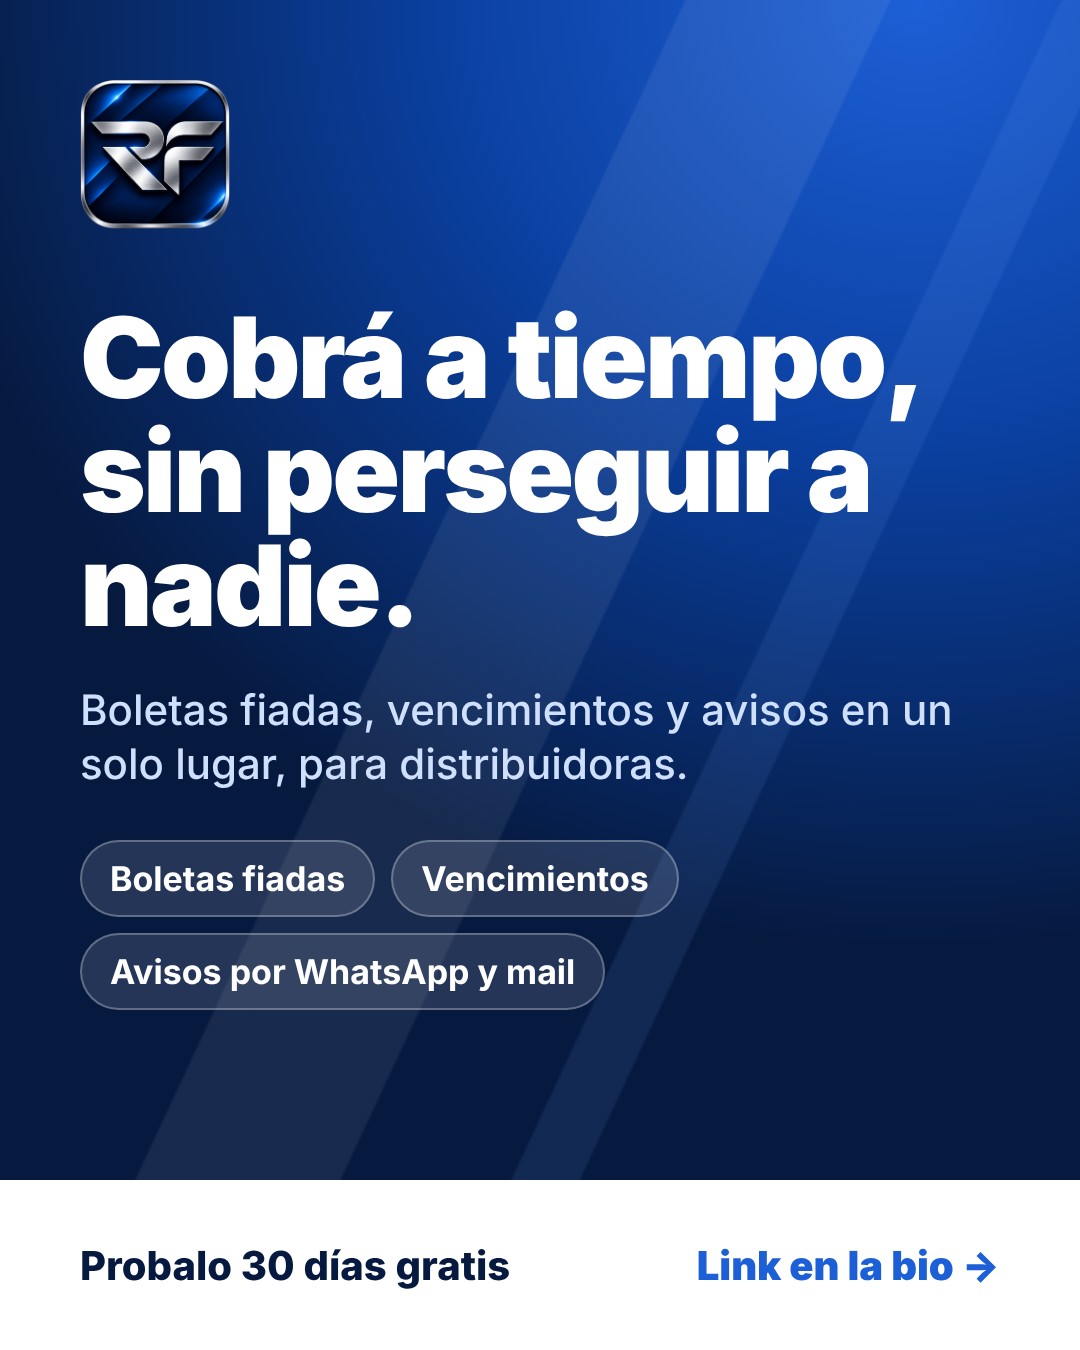 RF
Cobrá a tiempo,
sin perseguir a
nadie.
Boletas fiadas, vencimientos y avisos en un
solo lugar, para distribuidoras.
Boletas fiadas
Vencimientos
Avisos por WhatsApp y mail
Probalo 30 días gratis
Link en la bio →